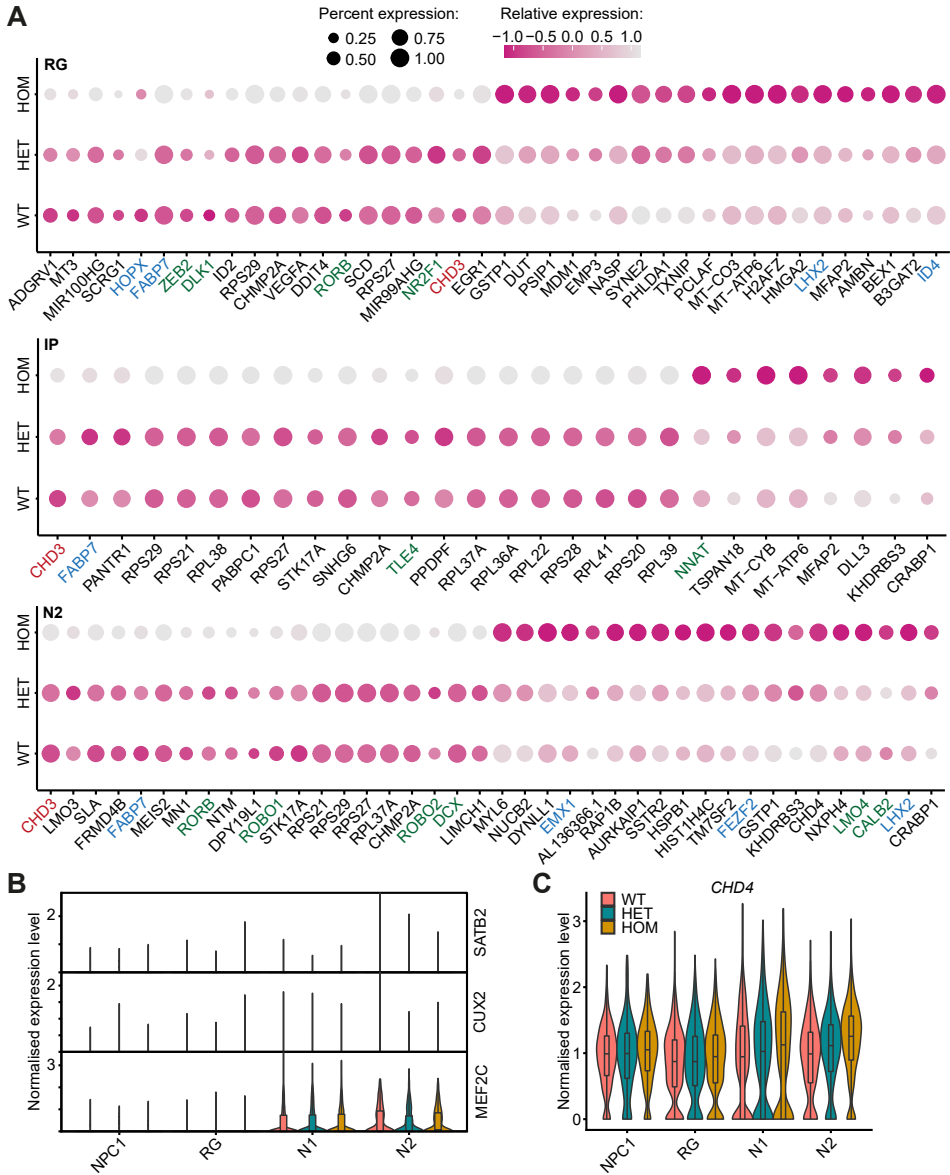 A
Percent expression:
0.25 0.75
0.50 1.00
Relative expression:
−1.0 −0.5 0.0 0.5 1.0
RG
HOM
HET
WT
ADGRV1 MT3 MIR100HG SCRG1 HOPX FABP7 ZEB2 DLK1 ID2 RPS29 CHMP2A VEGFA DDIT4 RORB SCD RPS27 MIR99AHG NR2F1 CHD3 EGR1 GSTP1 DUT PSIP1 MDM1 EMP3 NASP SYNE2 PHLDA1 TXNIP PCLAF MT−CO3 MT−ATP6 H2AFZ HMGA2 LHX2 MFAP2 AMBN BEX1 B3GAT2 ID4
IP
HOM
HET
WT
CHD3 FABP7 PANTR1 RPS29 RPS21 RPL38 PABPC1 RPS27 STK17A SNHG6 CHMP2A TLE4 PPDPF RPL37A RPL36A RPL22 RPS28 RPL41 RPS20 RPL39 NNAT TSPAN18 MT−CYB MT−ATP6 MFAP2 DLL3 KHDRBS3 CRABP1
N2
HOM
HET
WT
CHD3 LMO3 SLA FRMD4B FABP7 MEIS2 MN1 RORB NTM DPY19L1 ROBO1 STK17A RPS21 RPS29 RPS27 RPL37A CHMP2A ROBO2 DCX LIMCH1 MYL6 NUCB2 DYNLL1 EMX1 AL136366.1 RAP1B AURKAIP1 SSTR2 HSPB1 HIST1H4C TM7SF2 FEZF2 GSTP1 KHDRBS3 CHD4 NXPH4 LMO4 CALB2 LHX2 CRABP1
B
Normalised expression level
2
SATB2
2
CUX2
3
MEF2C
NPC1 RG N1 N2
C
CHD4
WT
HET
HOM
Normalised expression level
3
2
1
0
NPC1 RG N1 N2